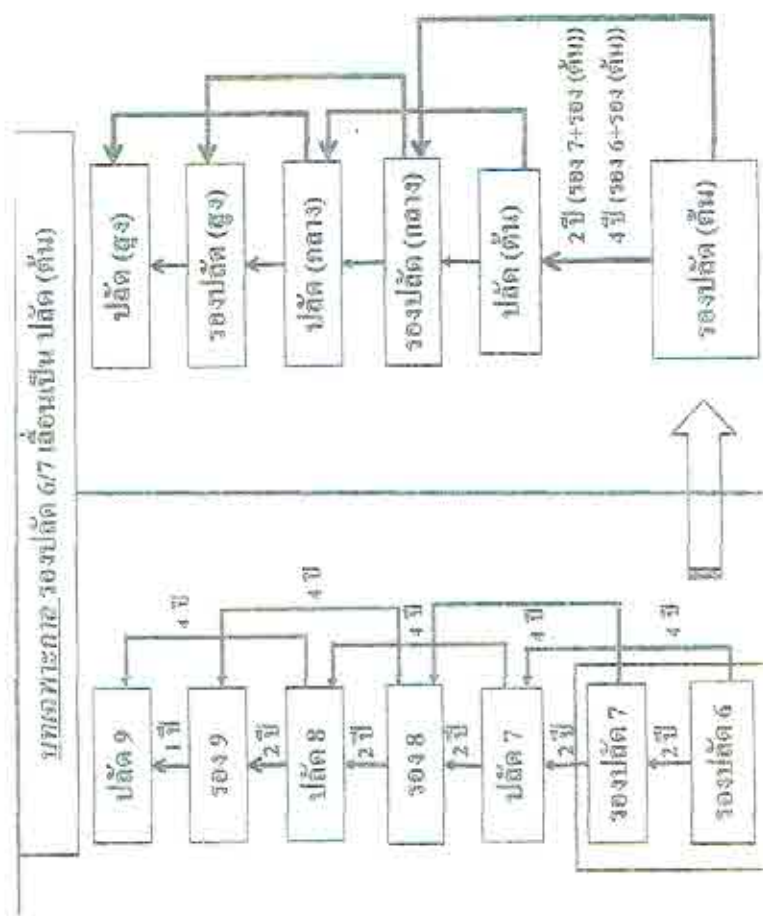 บทเฉพาะกาล รองปลัด 6/7 เลื่อนเป็น ปลัด (ต้น)
ปลัด 9
1 ปี
รอง 9
2 ปี
ปลัด 8
2 ปี
รอง 8
2 ปี
ปลัด 7
2 ปี
รองปลัด 7
2 ปี
รองปลัด 6
4 ปี
4 ปี
4 ปี
4 ปี
4 ปี
ปลัด (สูง)
รองปลัด (สูง)
ปลัด (กลาง)
รองปลัด (กลาง)
ปลัด (ต้น)
2 ปี (รอง 7+รอง (ต้น))
4 ปี (รอง 6+รอง (ต้น))
รองปลัด (ต้น)